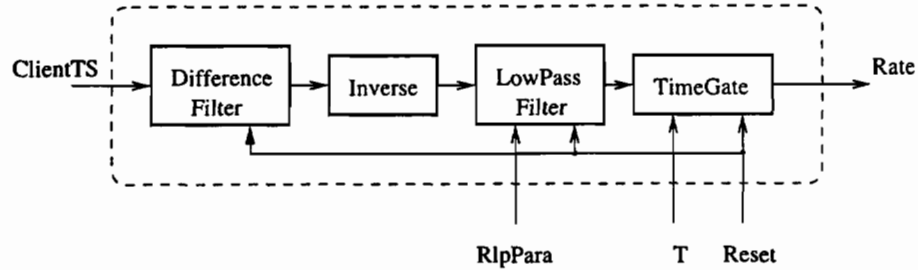 ClientTS
Difference
Filter
Inverse
LowPass
Filter
TimeGate
Rate
RlpPara
T
Reset